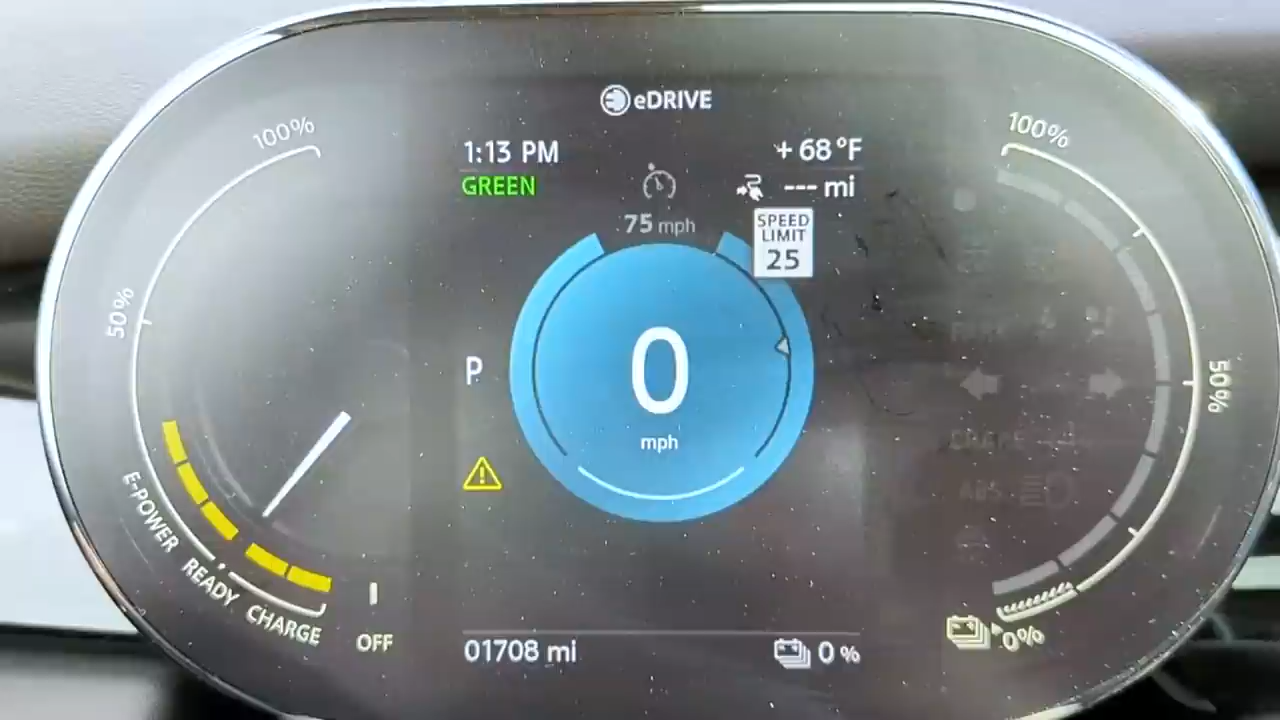 eDRIVE
1:13 PM
+ 68 °F
GREEN
--- mi
75 mph
SPEED
LIMIT
25
100%
50%
E-POWER
READY
CHARGE
OFF
P
0
mph
100%
50%
0%
ABS
01708 mi
0 %